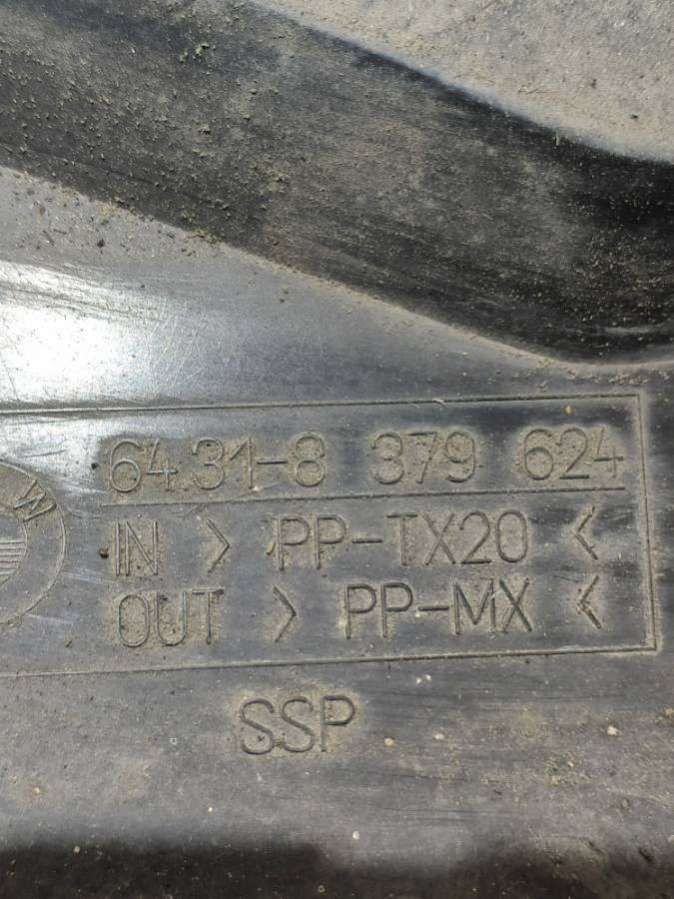 64.31-8 379 624
W
IN > PP-TX20 <
OUT > PP-MX <
SSP